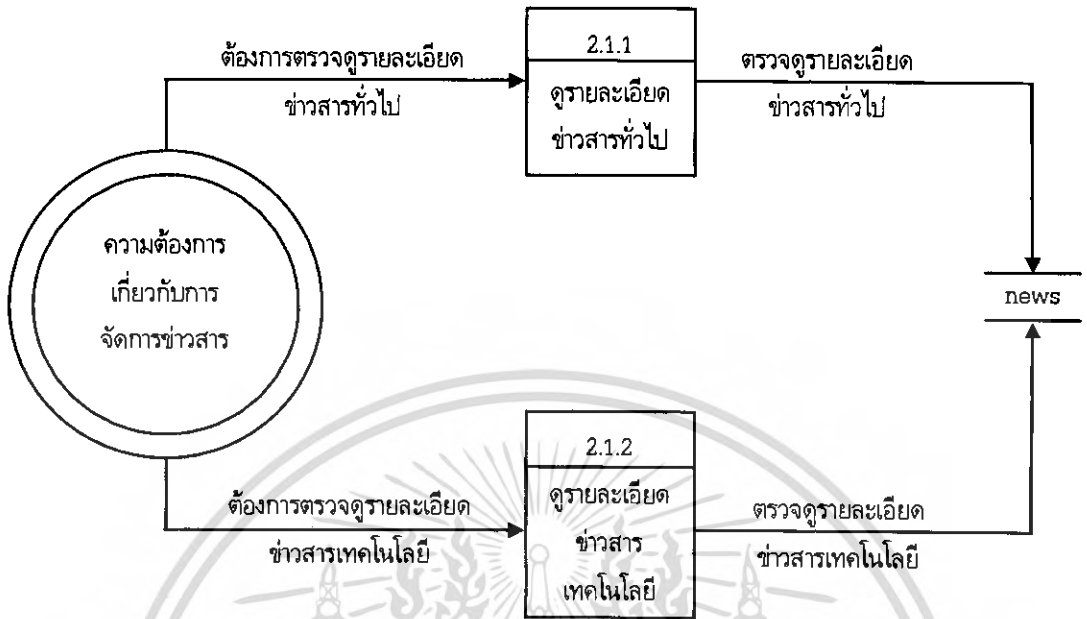 ต้องการตรวจดูรายละเอียด
ข่าวสารทั่วไป
2.1.1
ดูรายละเอียด
ข่าวสารทั่วไป
ตรวจดูรายละเอียด
ข่าวสารทั่วไป
ความต้องการ
เกี่ยวกับการ
จัดการข่าวสาร
news
ต้องการตรวจดูรายละเอียด
ข่าวสารเทคโนโลยี
2.1.2
ดูรายละเอียด
ข่าวสาร
เทคโนโลยี
ตรวจดูรายละเอียด
ข่าวสารเทคโนโลยี